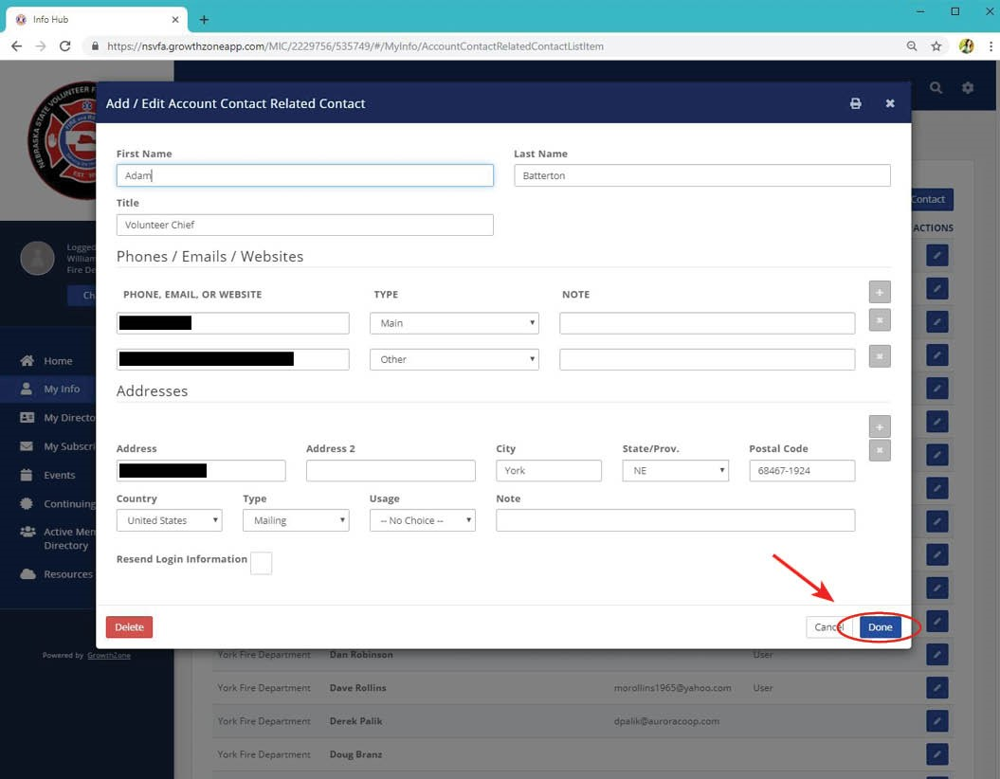 Info Hub
https://nsvfa.growthzoneapp.com/MIC/2229756/535749/#/MyInfo/AccountContactRelatedContactListItem
NEBRASKA STATE VOLUNTEER F
FIRE AND RE
EST. 
Add / Edit Account Contact Related Contact
First Name
Last Name
Adam
Batterton
Contact
Title
Volunteer Chief
ACTIONS
Logged
William
Fire De
Ch
Phones / Emails / Websites
PHONE, EMAIL, OR WEBSITE TYPE NOTE
Main
Other
Home
My Info
My Directo
My Subscri
Events
Continuing
Active Mem
Directory
Resources
Addresses
Address Address 2 City State/Prov. Postal Code
York NE 68467-1924
Country Type Usage Note
United States Mailing -- No Choice --
Resend Login Information
Delete Cancel Done
Powered by GrowthZone
York Fire Department Dan Robinson User
York Fire Department Dave Rollins morollins1965@yahoo.com User
York Fire Department Derek Palik dpalik@auroracoop.com
York Fire Department Doug Branz